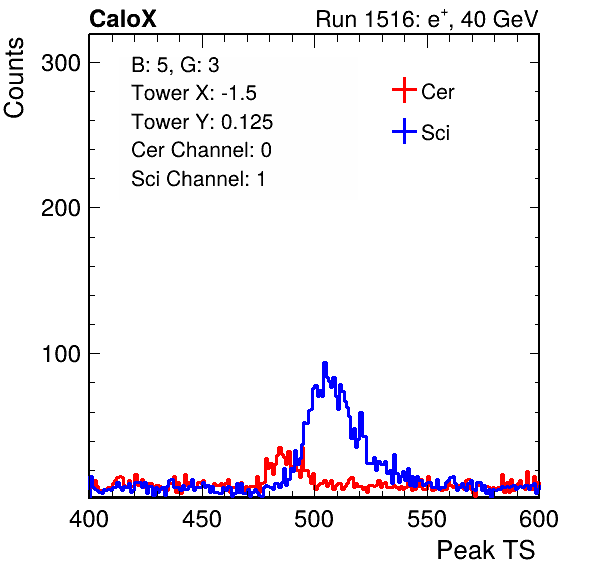 CaloX Run 1516: e⁺, 40 GeV
Counts
300
200
100
B: 5, G: 3
Tower X: -1.5
Tower Y: 0.125
Cer Channel: 0
Sci Channel: 1
Cer
Sci
400 450 500 550 600
Peak TS